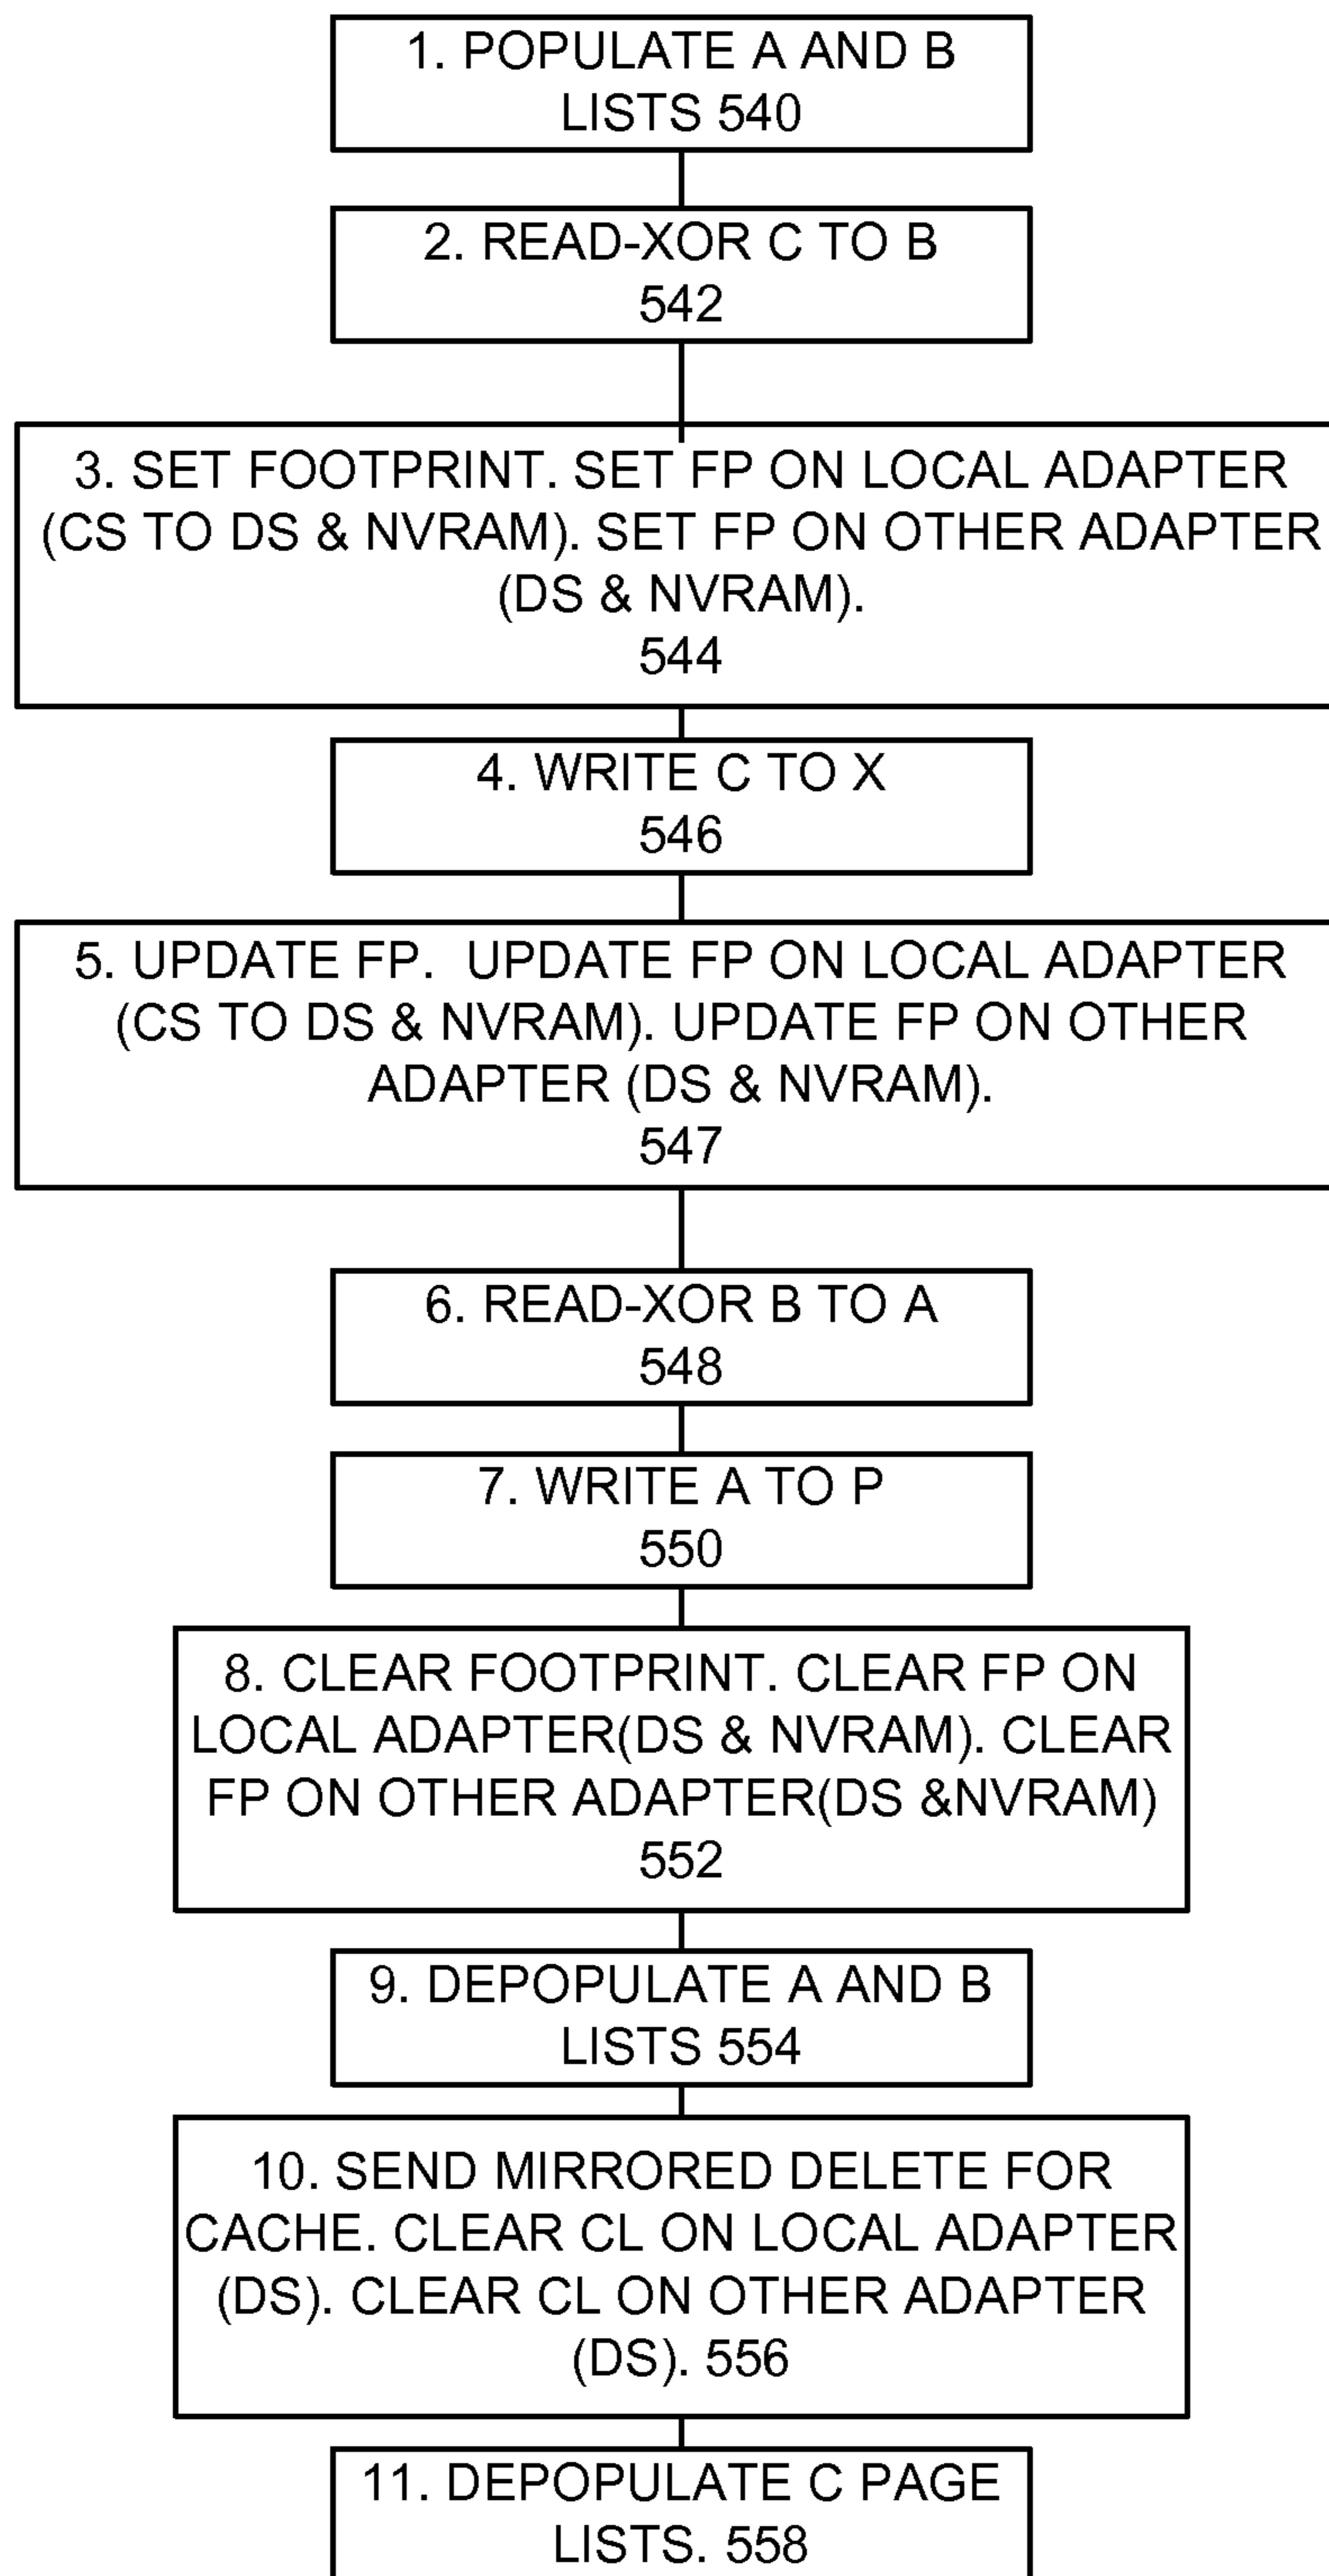 1. POPULATE A AND B
LISTS 540
2. READ-XOR C TO B
542
3. SET FOOTPRINT. SET FP ON LOCAL ADAPTER
(CS TO DS & NVRAM). SET FP ON OTHER ADAPTER
(DS & NVRAM).
544
4. WRITE C TO X
546
5. UPDATE FP.  UPDATE FP ON LOCAL ADAPTER
(CS TO DS & NVRAM). UPDATE FP ON OTHER
ADAPTER (DS & NVRAM).
547
6. READ-XOR B TO A
548
7. WRITE A TO P
550
8. CLEAR FOOTPRINT. CLEAR FP ON
LOCAL ADAPTER(DS & NVRAM). CLEAR
FP ON OTHER ADAPTER(DS &NVRAM)
552
9. DEPOPULATE A AND B
LISTS 554
10. SEND MIRRORED DELETE FOR
CACHE. CLEAR CL ON LOCAL ADAPTER
(DS). CLEAR CL ON OTHER ADAPTER
(DS). 556
11. DEPOPULATE C PAGE
LISTS. 558